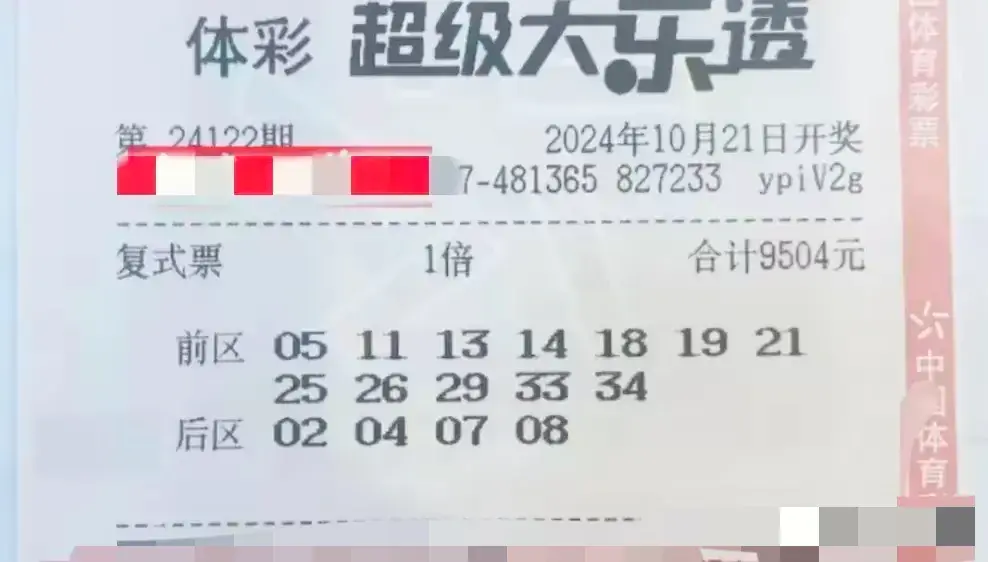 体彩 超级大乐透
第 24122期 2024年10月21日开奖
7-481365 827233 ypiV2g
复式票 1倍 合计9504元
前区 05 11 13 14 18 19 21
25 26 29 33 34
后区 02 04 07 08
体育彩票
中国体育